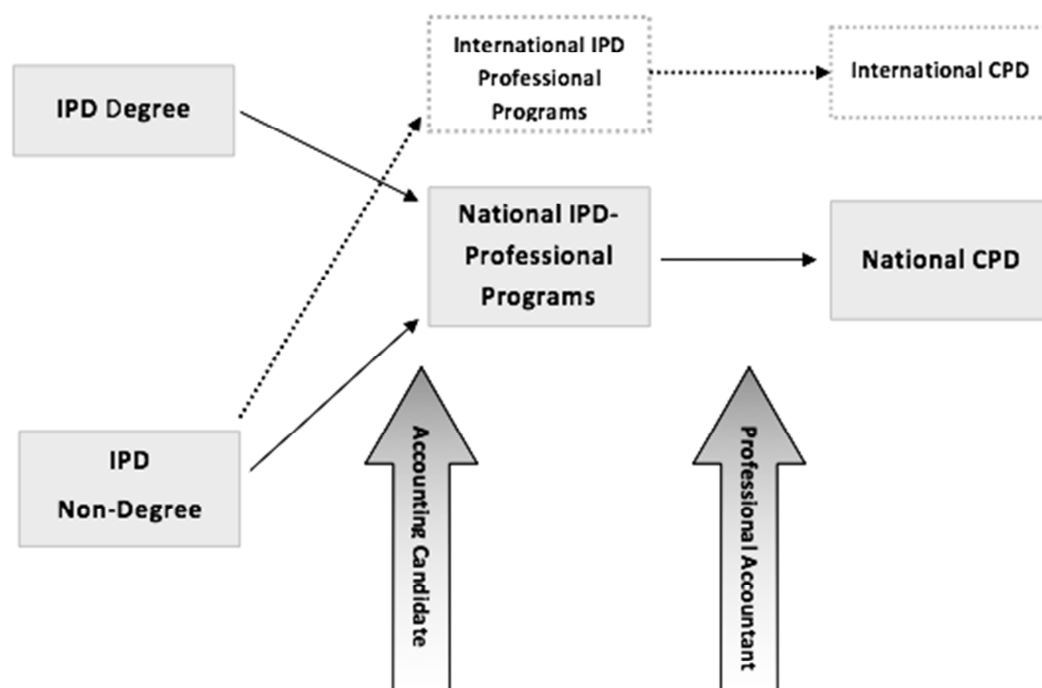 IPD Degree
International IPD
Professional
Programs
International CPD
National IPD-
Professional
Programs
National CPD
IPD
Non-Degree
Accounting Candidate
Professional Accountant